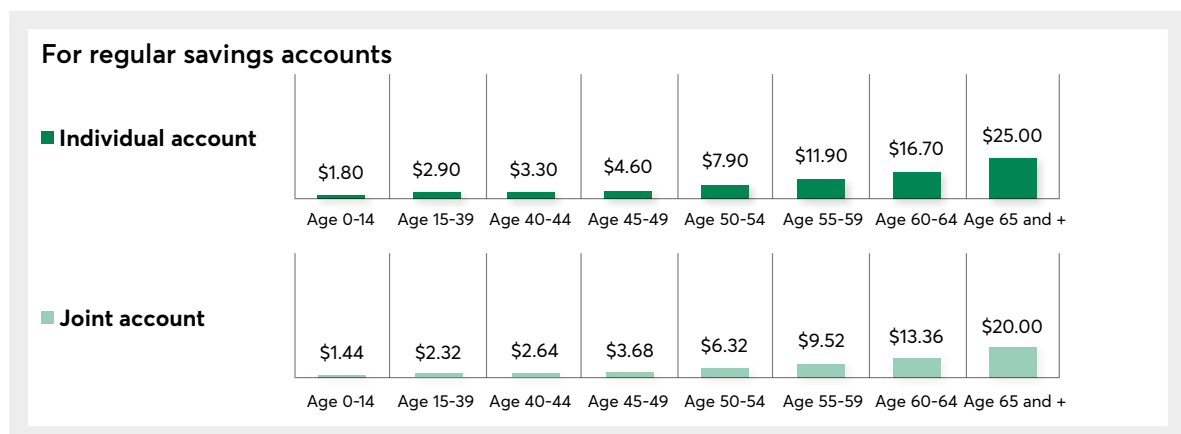 For regular savings accounts
Individual account
$1.80 $2.90 $3.30 $4.60 $7.90 $11.90 $16.70 $25.00
Age 0-14 Age 15-39 Age 40-44 Age 45-49 Age 50-54 Age 55-59 Age 60-64 Age 65 and +
Joint account
$1.44 $2.32 $2.64 $3.68 $6.32 $9.52 $13.36 $20.00
Age 0-14 Age 15-39 Age 40-44 Age 45-49 Age 50-54 Age 55-59 Age 60-64 Age 65 and +